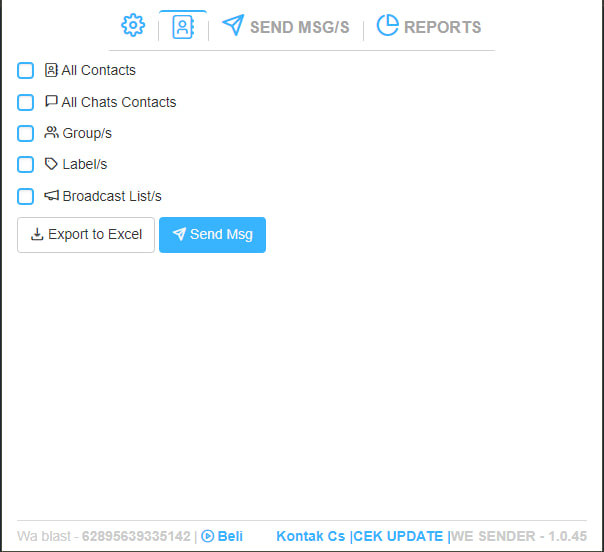 SEND MSG/S REPORTS
All Contacts
All Chats Contacts
Group/s
Label/s
Broadcast List/s
Export to Excel Send Msg
Wa blast - 62895639335142 | Beli Kontak Cs |CEK UPDATE |WE SENDER - 1.0.45